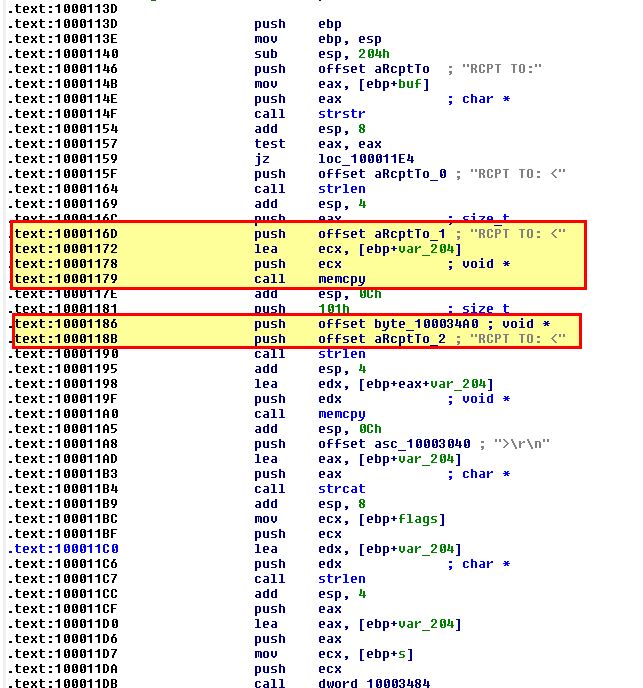 .text:1000113D
.text:1000113D push ebp
.text:1000113E mov ebp, esp
.text:10001140 sub esp, 204h
.text:10001146 push offset aRcptTo ; "RCPT TO:"
.text:1000114B mov eax, [ebp+buf]
.text:1000114E push eax ; char *
.text:1000114F call strstr
.text:10001154 add esp, 8
.text:10001157 test eax, eax
.text:10001159 jz loc_100011E4
.text:1000115F push offset aRcptTo_0 ; "RCPT TO: <"
.text:10001164 call strlen
.text:10001169 add esp, 4
.text:1000116C push eax ; size_t
.text:1000116D push offset aRcptTo_1 ; "RCPT TO: <"
.text:10001172 lea ecx, [ebp+var_204]
.text:10001178 push ecx ; void *
.text:10001179 call memcpy
.text:1000117E add esp, 0Ch
.text:10001181 push 101h ; size_t
.text:10001186 push offset byte_100034A0 ; void *
.text:1000118B push offset aRcptTo_2 ; "RCPT TO: <"
.text:10001190 call strlen
.text:10001195 add esp, 4
.text:10001198 lea edx, [ebp+eax+var_204]
.text:1000119F push edx ; void *
.text:100011A0 call memcpy
.text:100011A5 add esp, 0Ch
.text:100011A8 push offset asc_10003040 ; ">\r\n"
.text:100011AD lea eax, [ebp+var_204]
.text:100011B3 push eax ; char *
.text:100011B4 call strcat
.text:100011B9 add esp, 8
.text:100011BC mov ecx, [ebp+flags]
.text:100011BF push ecx
.text:100011C0 lea edx, [ebp+var_204]
.text:100011C6 push edx ; char *
.text:100011C7 call strlen
.text:100011CC add esp, 4
.text:100011CF push eax
.text:100011D0 lea eax, [ebp+var_204]
.text:100011D6 push eax
.text:100011D7 mov ecx, [ebp+s]
.text:100011DA push ecx
.text:100011DB call dword_10003484